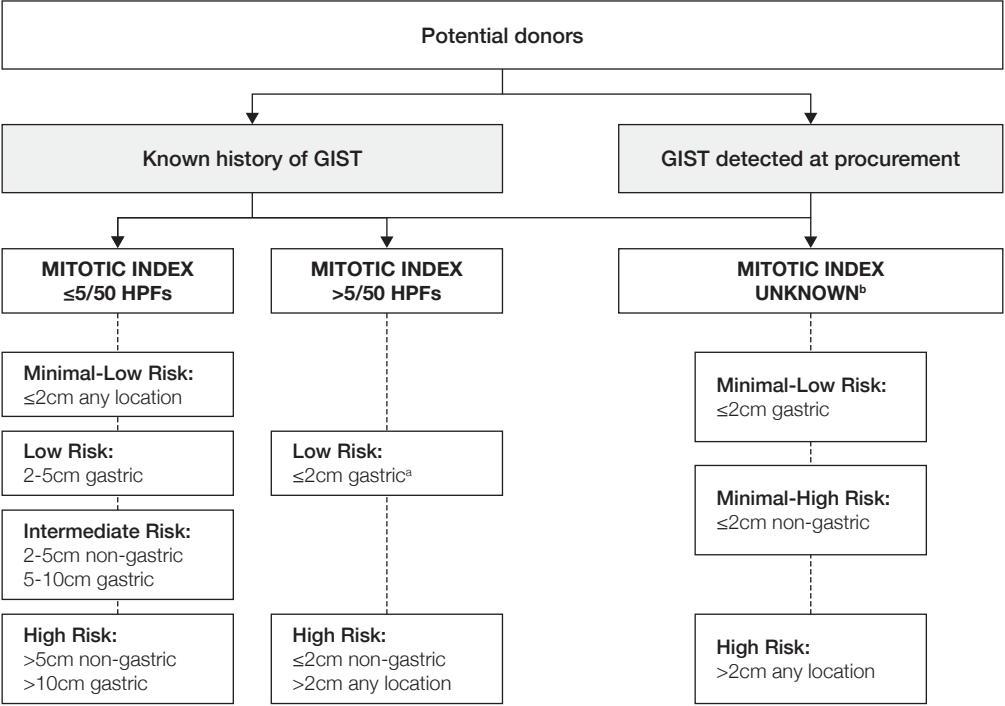 Potential donors
Known history of GIST
GIST detected at procurement
MITOTIC INDEX
≤5/50 HPFs
MITOTIC INDEX
>5/50 HPFs
MITOTIC INDEX
UNKNOWNᵇ
Minimal-Low Risk:
≤2cm any location
Low Risk:
2-5cm gastric
Intermediate Risk:
2-5cm non-gastric
5-10cm gastric
High Risk:
>5cm non-gastric
>10cm gastric
Low Risk:
≤2cm gastricᵃ
High Risk:
≤2cm non-gastric
>2cm any location
Minimal-Low Risk:
≤2cm gastric
Minimal-High Risk:
≤2cm non-gastric
High Risk:
>2cm any location